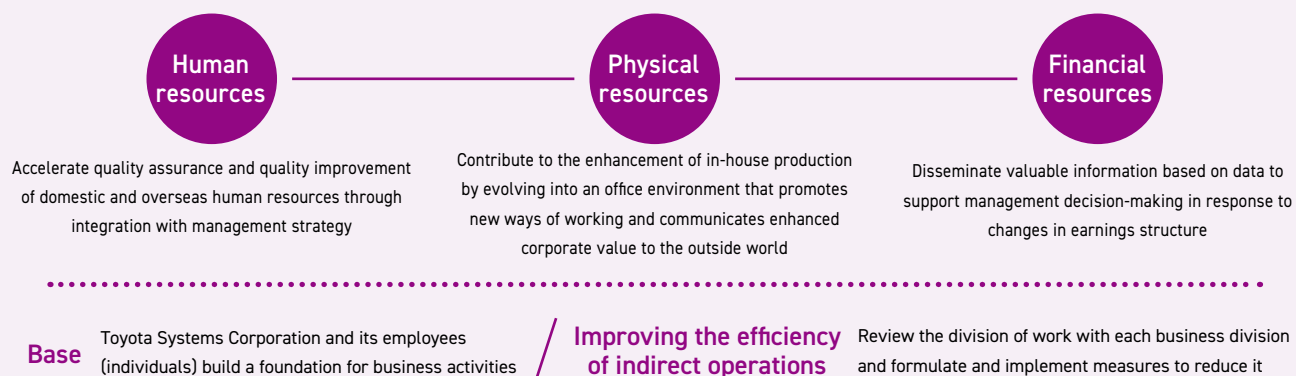 Human
resources
Physical
resources
Financial
resources
Accelerate quality assurance and quality improvement
of domestic and overseas human resources through
integration with management strategy
Contribute to the enhancement of in-house production
by evolving into an office environment that promotes
new ways of working and communicates enhanced
corporate value to the outside world
Disseminate valuable information based on data to
support management decision-making in response to
changes in earnings structure
Base
Toyota Systems Corporation and its employees
(individuals) build a foundation for business activities
Improving the efficiency
of indirect operations
Review the division of work with each business division
and formulate and implement measures to reduce it